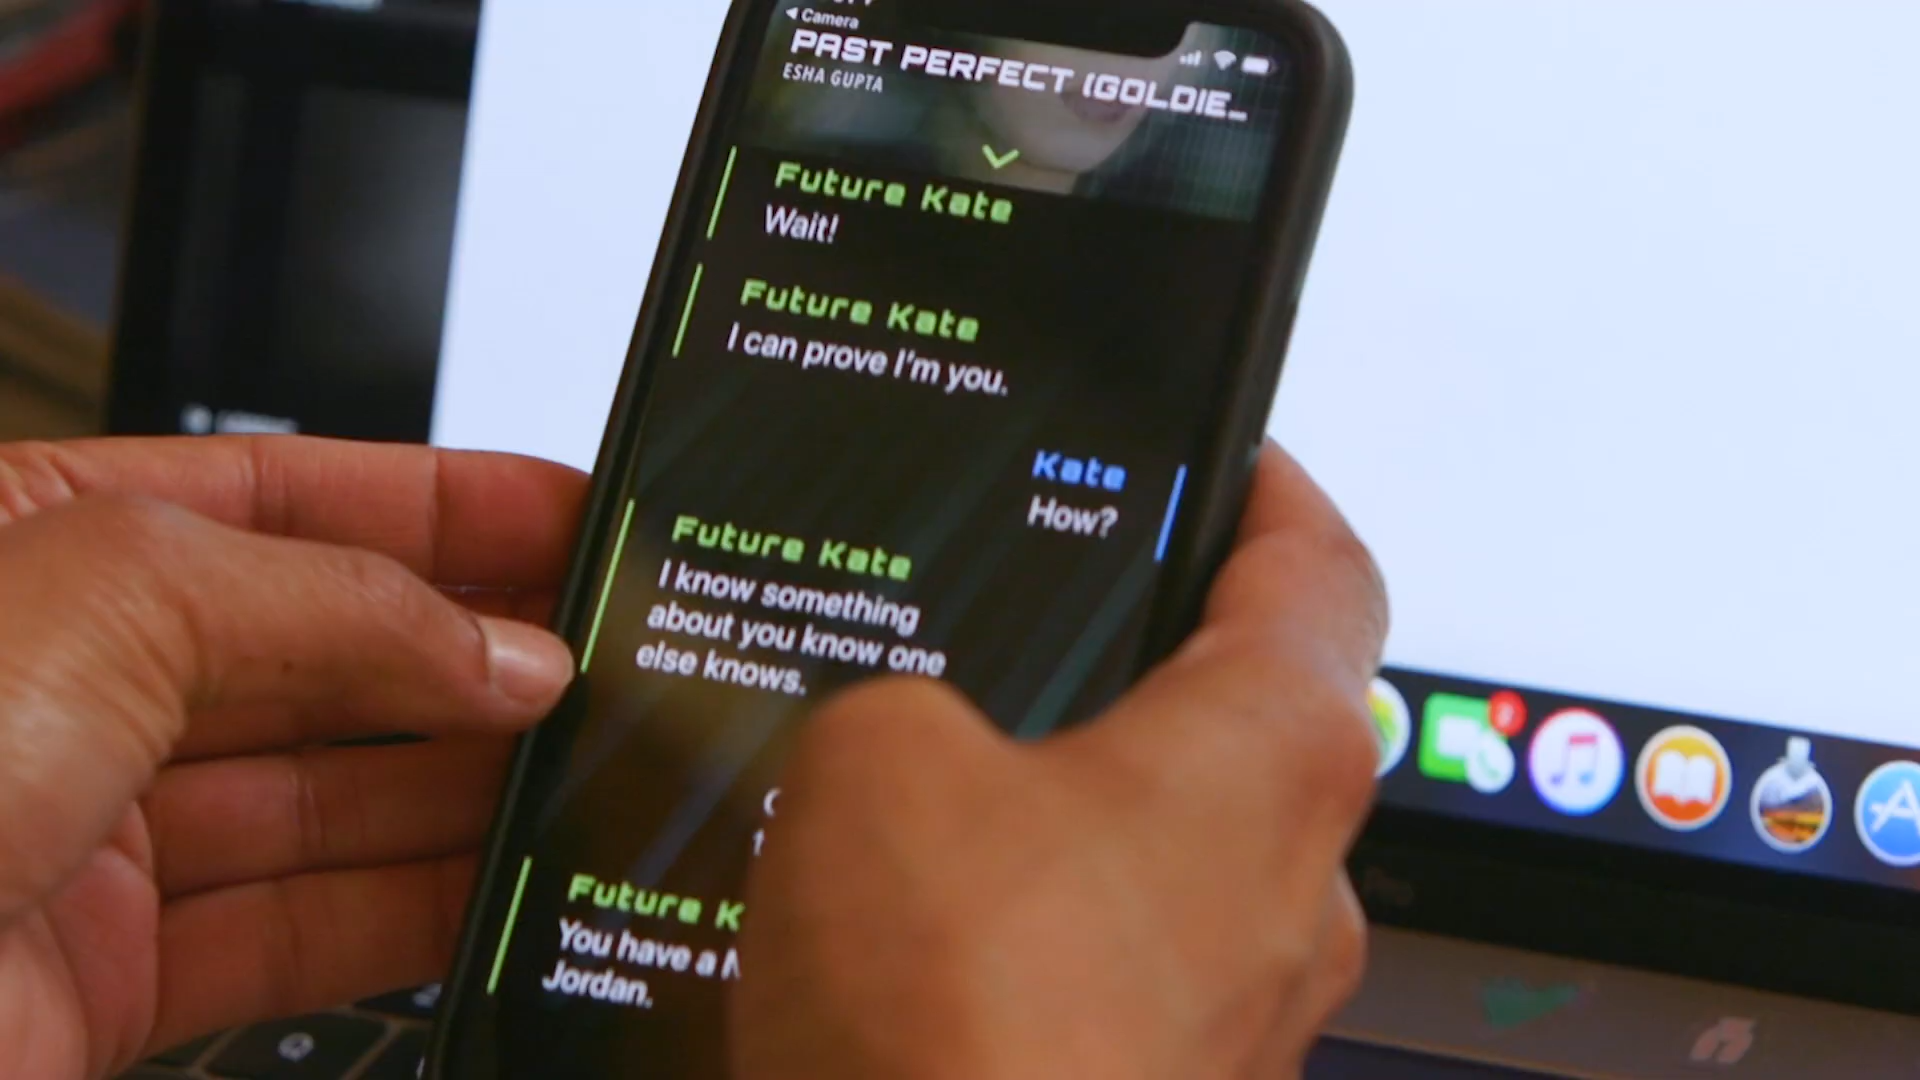 Camera
PAST PERFECT (GOLDIE...
ESHA GUPTA
Future Kate
Wait!
Future Kate
I can prove I'm you.
Kate
How?
Future Kate
I know something
about you know one
else knows.
Future K
You have a
Jordan.